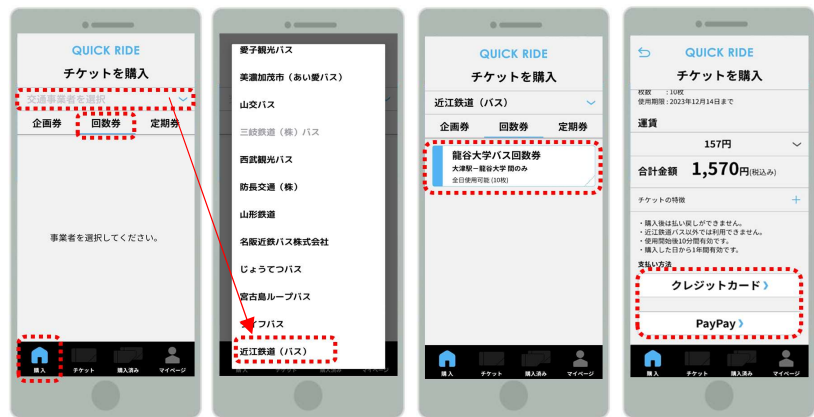 QUICK RIDE
チケットを購入
交通事業者を選択
企画券 回数券 定期券
事業者を選択してください。
購入 チケット 購入済み マイページ
愛子観光バス
美濃加茂市（あい愛バス）
山交バス
三岐鉄道（株）バス
西武観光バス
防長交通（株）
山形鉄道
名阪近鉄バス株式会社
じょうてつバス
宮古島ループバス
イフバス
近江鉄道（バス）
QUICK RIDE
チケットを購入
近江鉄道（バス）
企画券 回数券 定期券
龍谷大学バス回数券
大津駅ー龍谷大学 間のみ
全日使用可能 (10枚)
購入 チケット 購入済み マイページ
QUICK RIDE
チケットを購入
枚数 : 10枚
使用期限 : 2023年12月14日まで
運賃
157円
合計金額 1,570円(税込み)
チケットの特徴 +
・購入後は払い戻しができません。
・近江鉄道バス以外では利用できません。
・使用開始後10分間有効です。
・購入した日から1年間有効です。
支払い方法
クレジットカード
PayPay
購入 チケット 購入済み マイページ